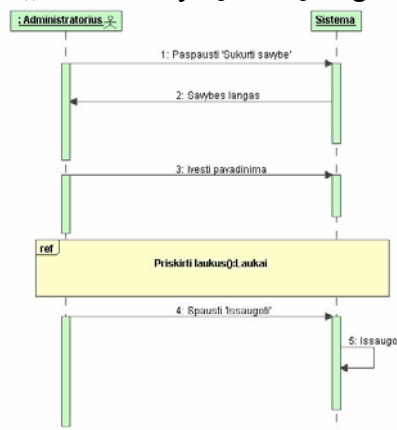 : Administratorius
Sistema
1: Paspausti 'Sukurti savybe'
2: Savybes langas
3: Ivesti pavadinima
ref
Priskirti laukus():Laukai
4: Spausti 'Issaugoti'
5: Issaugo